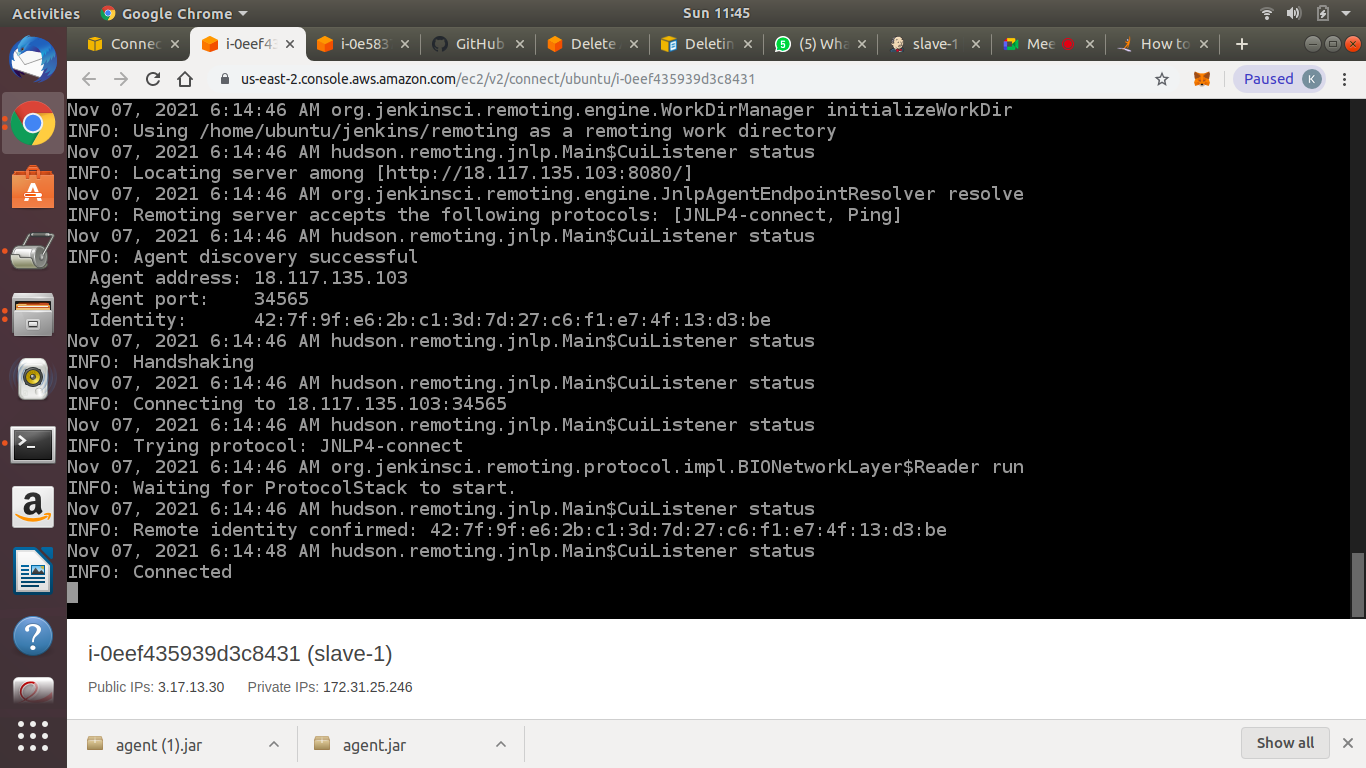 Activities
Google Chrome
Sun 11:45
Connec
i-0eef43
i-0e583
GitHub
Delete A
Deletin
(5) Wha
slave-1
Mee
How to
us-east-2.console.aws.amazon.com/ec2/v2/connect/ubuntu/i-0eef435939d3c8431
Paused
K
Nov 07, 2021 6:14:46 AM org.jenkinsci.remoting.engine.WorkDirManager initializeWorkDir
INFO: Using /home/ubuntu/jenkins/remoting as a remoting work directory
Nov 07, 2021 6:14:46 AM hudson.remoting.jnlp.Main$CuiListener status
INFO: Locating server among [http://18.117.135.103:8080/]
Nov 07, 2021 6:14:46 AM org.jenkinsci.remoting.engine.JnlpAgentEndpointResolver resolve
INFO: Remoting server accepts the following protocols: [JNLP4-connect, Ping]
Nov 07, 2021 6:14:46 AM hudson.remoting.jnlp.Main$CuiListener status
INFO: Agent discovery successful
Agent address: 18.117.135.103
Agent port: 34565
Identity: 42:7f:9f:e6:2b:c1:3d:7d:27:c6:f1:e7:4f:13:d3:be
Nov 07, 2021 6:14:46 AM hudson.remoting.jnlp.Main$CuiListener status
INFO: Handshaking
Nov 07, 2021 6:14:46 AM hudson.remoting.jnlp.Main$CuiListener status
INFO: Connecting to 18.117.135.103:34565
Nov 07, 2021 6:14:46 AM hudson.remoting.jnlp.Main$CuiListener status
INFO: Trying protocol: JNLP4-connect
Nov 07, 2021 6:14:46 AM org.jenkinsci.remoting.protocol.impl.BIONetworkLayer$Reader run
INFO: Waiting for ProtocolStack to start.
Nov 07, 2021 6:14:46 AM hudson.remoting.jnlp.Main$CuiListener status
INFO: Remote identity confirmed: 42:7f:9f:e6:2b:c1:3d:7d:27:c6:f1:e7:4f:13:d3:be
Nov 07, 2021 6:14:48 AM hudson.remoting.jnlp.Main$CuiListener status
INFO: Connected
i-0eef435939d3c8431 (slave-1)
Public IPs: 3.17.13.30 Private IPs: 172.31.25.246
agent (1).jar
agent.jar
Show all